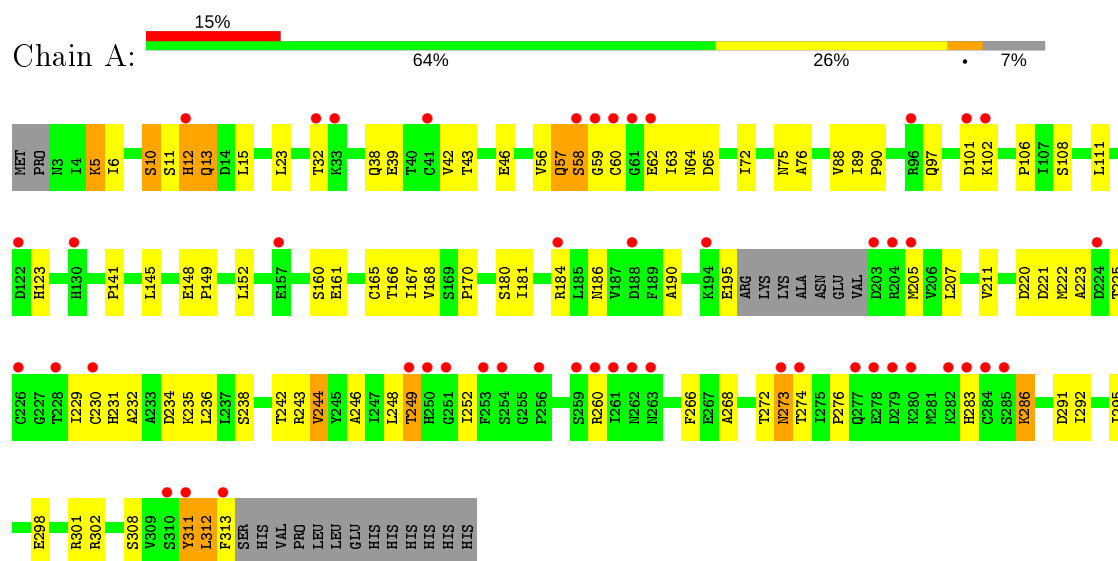 15%
Chain A:
64% 26% • 7%
MET PRO N3 I4 K5 I6 S10 S11 H12 Q13 D14 L15 L23 T32 K33 Q38 E39 T40 C41 V42 T43 E46 V56 Q57 S58 G59 C60 G61 E62 I63 N64 D65 I72 N75 A76 V88 I89 P90 R96 Q97 D101 K102 P106 I107 S108 L111
D122 H123 H130 P141 L145 E148 P149 L152 E157 S160 E161 C165 T166 I167 V168 S169 P170 S180 I181 R184 L185 N186 V187 D188 F189 A190 K194 E195 ARG LYS LYS ALA ASN GLU VAL D203 R204 M205 V206 L207 V211 D220 D221 M222 A223 D224 T225
C226 G227 T228 I229 C230 H231 A232 A233 D234 K235 L236 L237 S238 T242 R243 V244 Y245 A246 I247 L248 T249 H250 G251 I252 F253 S254 G255 P256 S259 R260 I261 N262 N263 F266 E267 A268 T272 N273 T274 I275 P276 Q277 E278 D279 K280 M281 K282 H283 C284 S285 K286 D291 I292 I295
E298 R301 R302 S308 V309 S310 Y311 L312 F313 SER HIS VAL PRO LEU LEU GLU HIS HIS HIS HIS HIS HIS